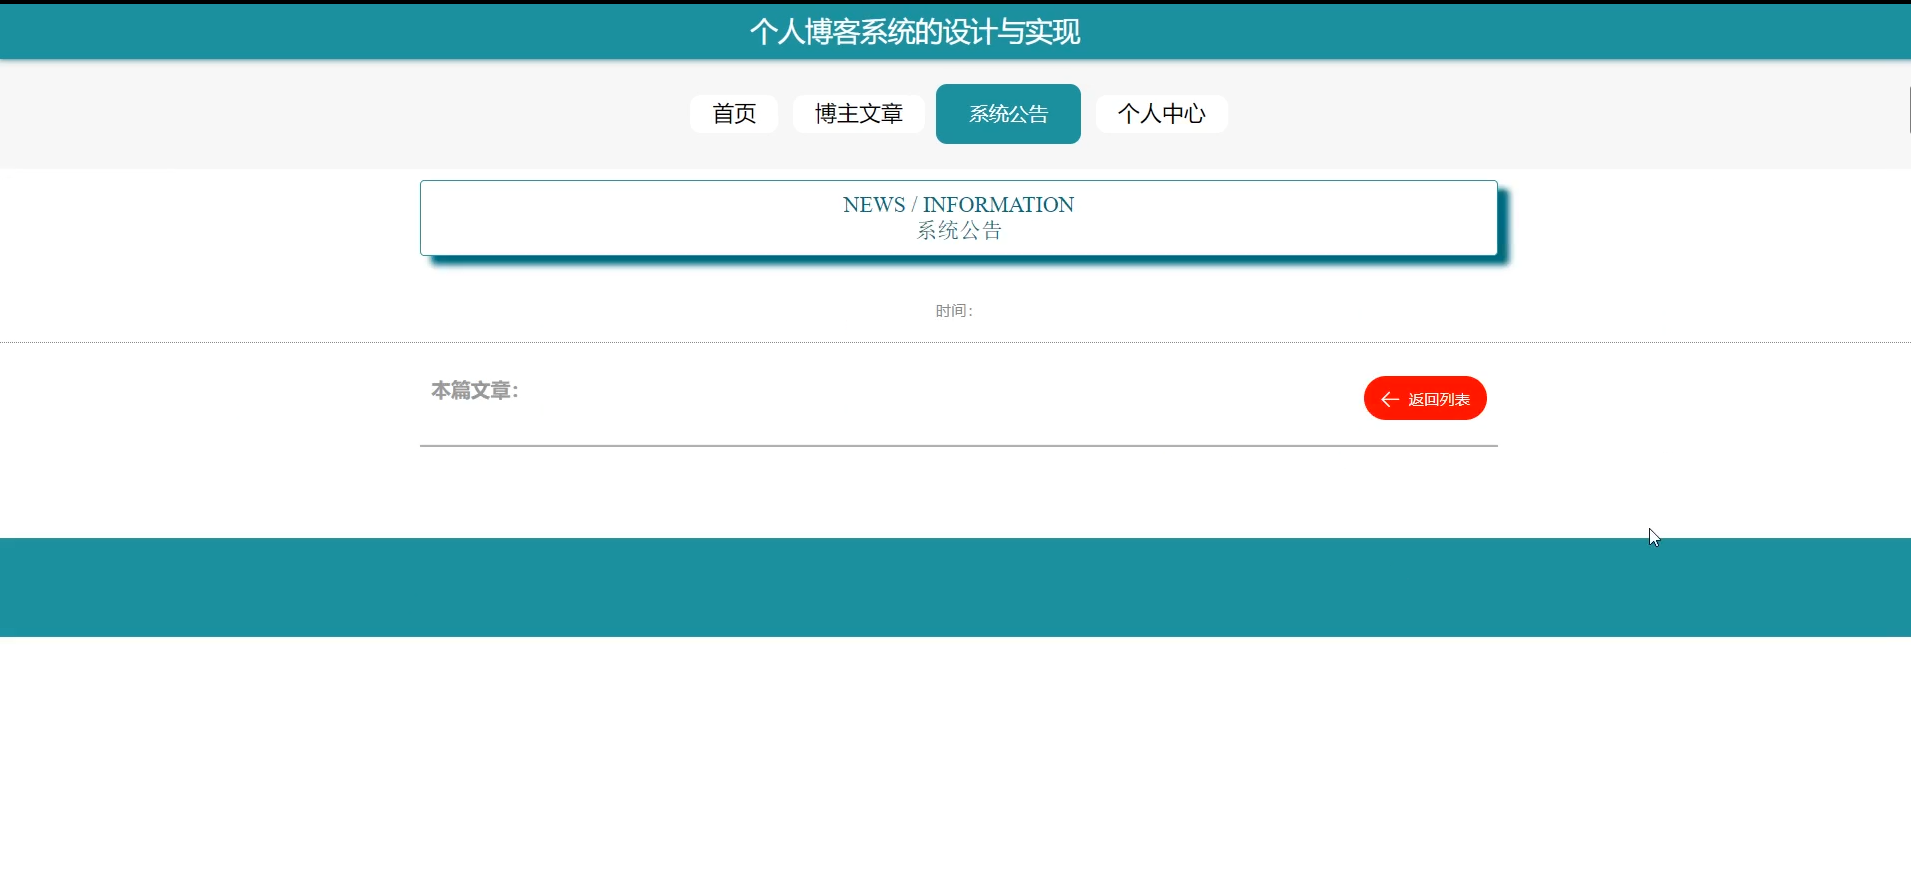 个人博客系统的设计与实现
首页 博主文章 系统公告 个人中心
NEWS / INFORMATION
系统公告
时间：
本篇文章：
返回列表